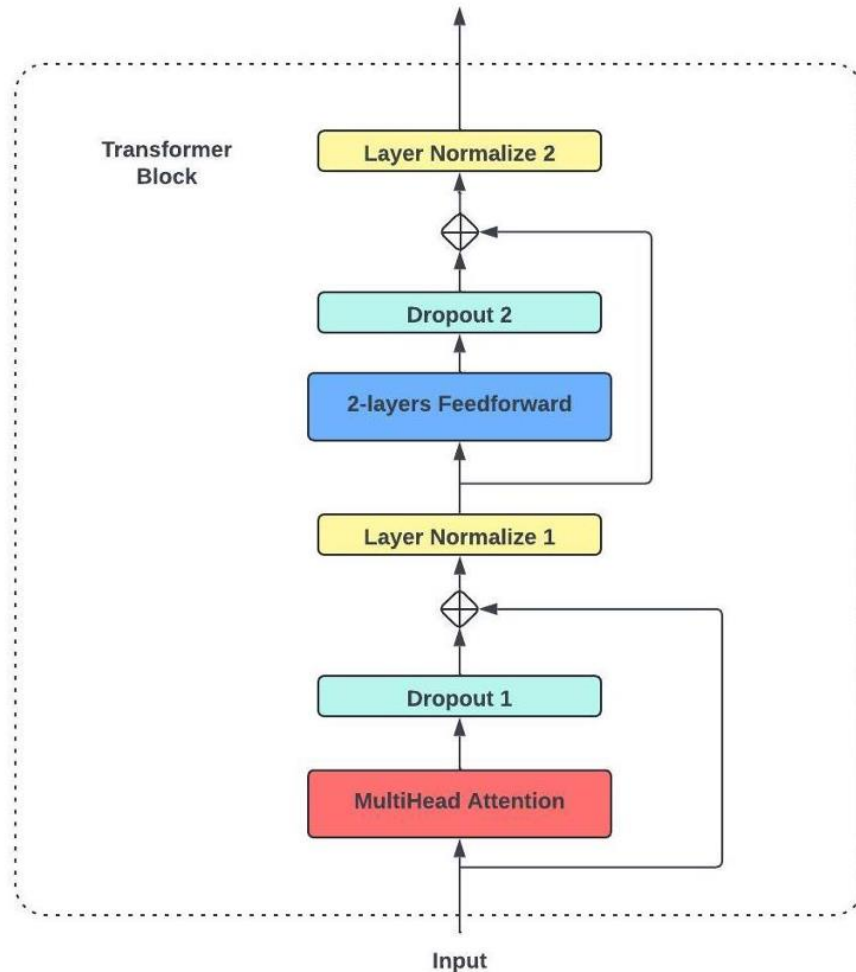 Transformer
Block
Layer Normalize 2
Dropout 2
2-layers Feedforward
Layer Normalize 1
Dropout 1
MultiHead Attention
Input